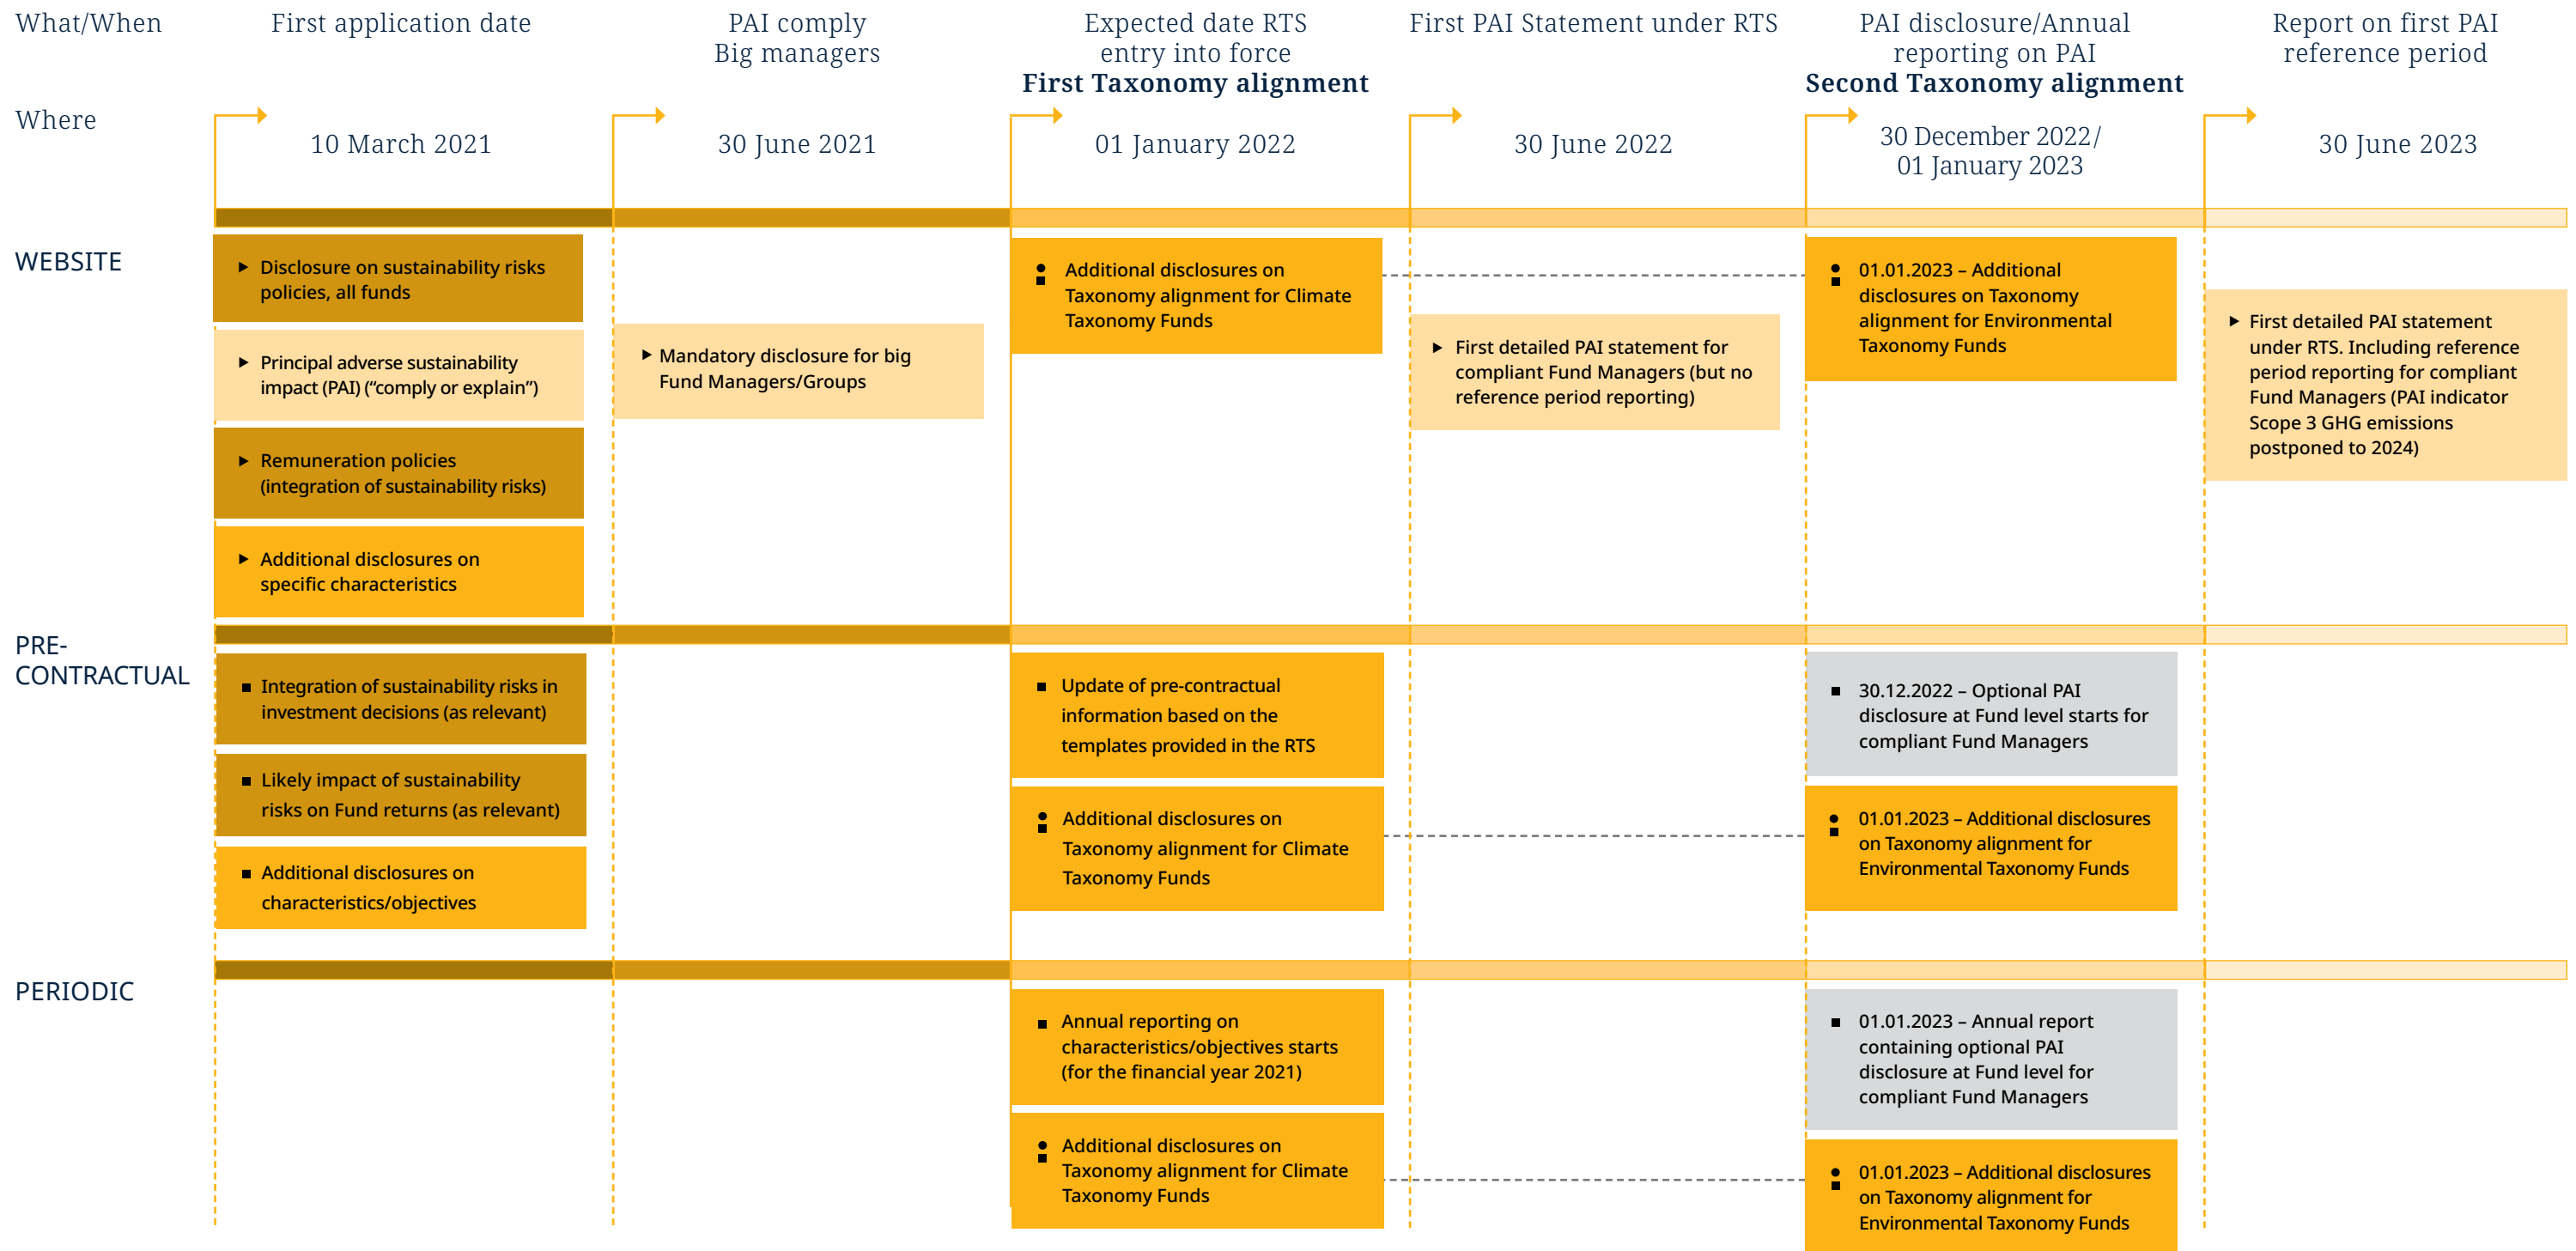 What/When
First application date
PAI comply
Big managers
Expected date RTS
entry into force
First Taxonomy alignment
First PAI Statement under RTS
PAI disclosure/Annual
reporting on PAI
Second Taxonomy alignment
Report on first PAI
reference period
Where
10 March 2021
30 June 2021
01 January 2022
30 June 2022
30 December 2022/
01 January 2023
30 June 2023
WEBSITE
Disclosure on sustainability risks
policies, all funds
Principal adverse sustainability
impact (PAI) (“comply or explain”)
Remuneration policies
(integration of sustainability risks)
Additional disclosures on
specific characteristics
Mandatory disclosure for big
Fund Managers/Groups
Additional disclosures on
Taxonomy alignment for Climate
Taxonomy Funds
First detailed PAI statement for
compliant Fund Managers (but no
reference period reporting)
01.01.2023 – Additional
disclosures on Taxonomy
alignment for Environmental
Taxonomy Funds
First detailed PAI statement
under RTS. Including reference
period reporting for compliant
Fund Managers (PAI indicator
Scope 3 GHG emissions
postponed to 2024)
PRE-
CONTRACTUAL
Integration of sustainability risks in
investment decisions (as relevant)
Likely impact of sustainability
risks on Fund returns (as relevant)
Additional disclosures on
characteristics/objectives
Update of pre-contractual
information based on the
templates provided in the RTS
Additional disclosures on
Taxonomy alignment for Climate
Taxonomy Funds
30.12.2022 – Optional PAI
disclosure at Fund level starts for
compliant Fund Managers
01.01.2023 – Additional disclosures
on Taxonomy alignment for
Environmental Taxonomy Funds
PERIODIC
Annual reporting on
characteristics/objectives starts
(for the financial year 2021)
Additional disclosures on
Taxonomy alignment for Climate
Taxonomy Funds
01.01.2023 – Annual report
containing optional PAI
disclosure at Fund level for
compliant Fund Managers
01.01.2023 – Additional disclosures
on Taxonomy alignment for
Environmental Taxonomy Funds